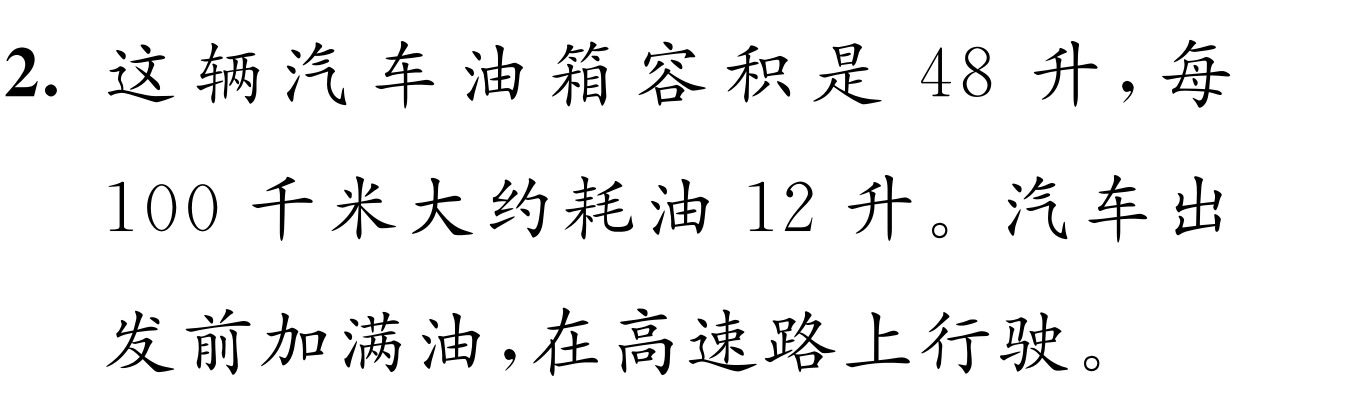 2. 这辆汽车油箱容积是 48 升,每
100 千米大约耗油 12 升。汽车出
发前加满油,在高速路上行驶。